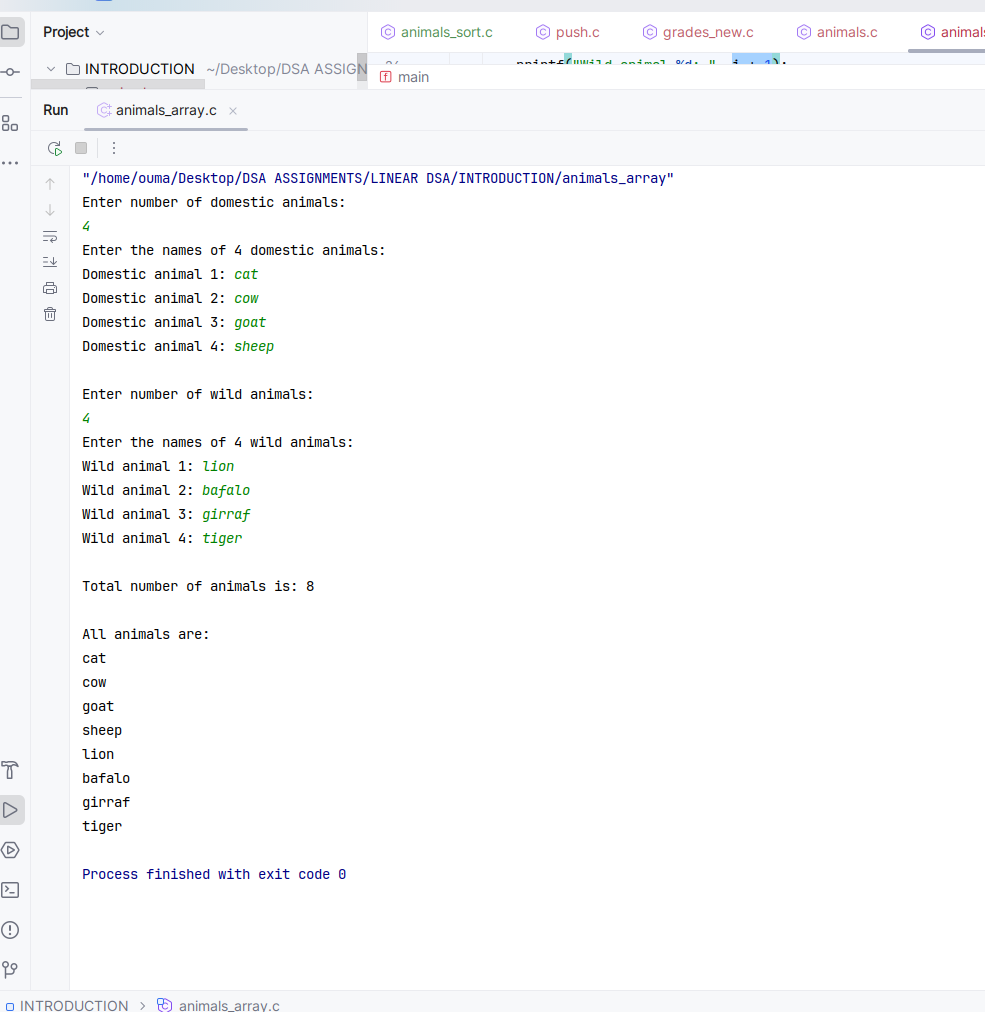 Project
animals_sort.c push.c grades_new.c animals.c animals
INTRODUCTION ~/Desktop/DSA ASSIGN
printf("Wild animal %d: ", i + 1);
main
Run animals_array.c
"/home/ouma/Desktop/DSA ASSIGNMENTS/LINEAR DSA/INTRODUCTION/animals_array"
Enter number of domestic animals:
4
Enter the names of 4 domestic animals:
Domestic animal 1: cat
Domestic animal 2: cow
Domestic animal 3: goat
Domestic animal 4: sheep
Enter number of wild animals:
4
Enter the names of 4 wild animals:
Wild animal 1: lion
Wild animal 2: bafalo
Wild animal 3: girraf
Wild animal 4: tiger
Total number of animals is: 8
All animals are:
cat
cow
goat
sheep
lion
bafalo
girraf
tiger
Process finished with exit code 0
INTRODUCTION > animals_array.c